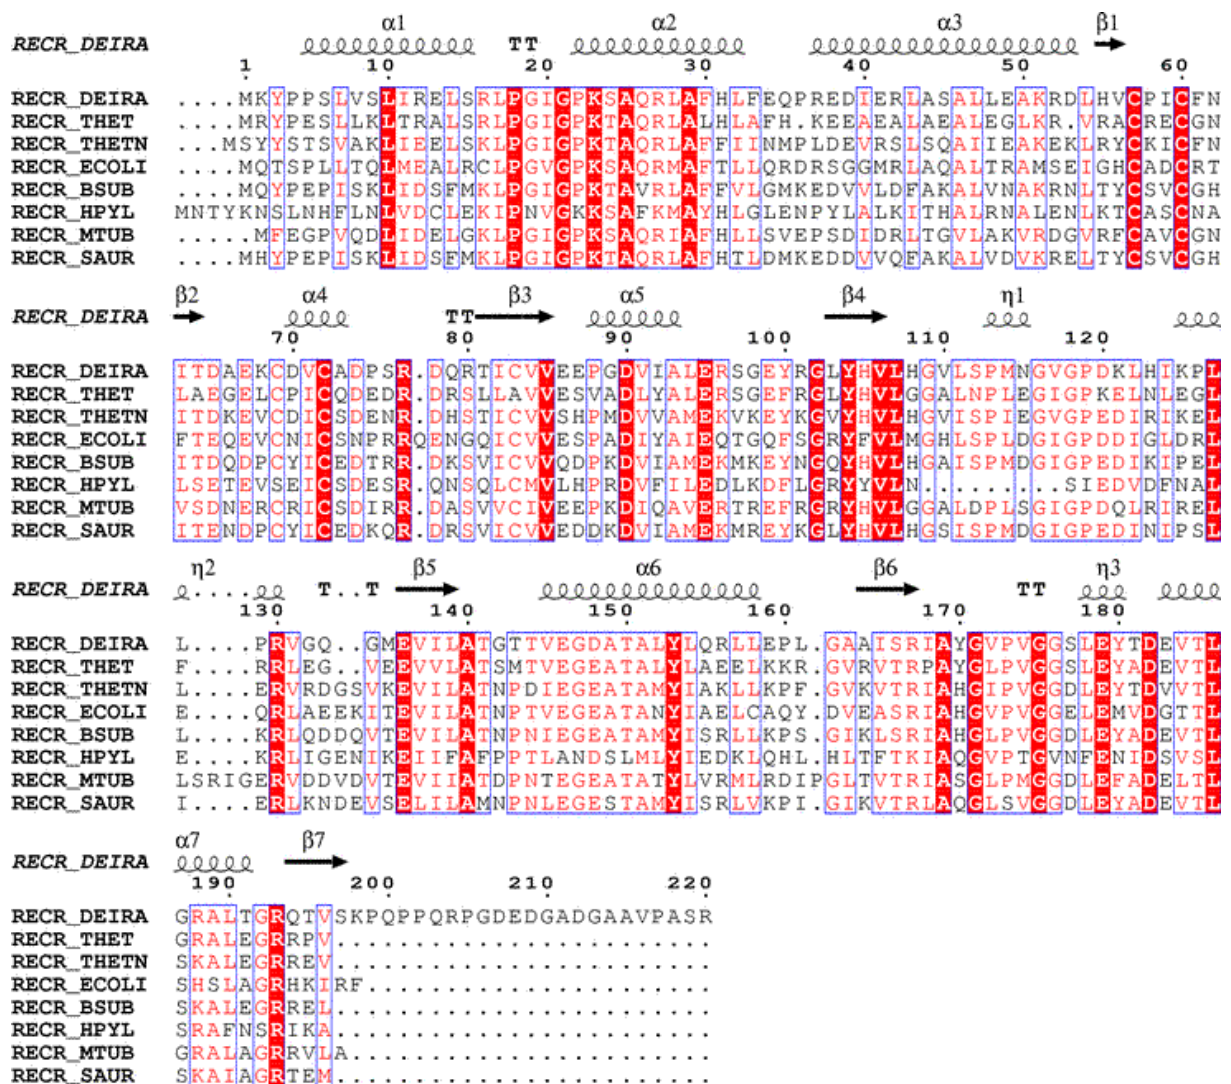 α1 α2 α3 β1
RECR_DEIRA TT
1 10 20 30 40 50 60
RECR_DEIRA ....MKYPPSLVSLIRELSRLPGIGPKSAQRLAFHLFEQPREDIERLASALLEAKRDLHVCPICFN
RECR_THET ....MRYPESLLKLTRALSRLPGIGPKTAQRLALHLAFH.KEEAEALAEALEGLKR.VRACRECGN
RECR_THETN ...MSYYSTSVAKLIEELSKLPGIGPKSAQRLAFFIINMPLDEVRSLSQAIIEAKEKLRYCKICFN
RECR_ECOLI ....MQTSPLLTQLMEALRCLPGVGPKSAQRMAFTLLQRDRSGGMRLAQALTRAMSEIGHCADCRT
RECR_BSUB ....MQYPEPISKLIDSFMKLPGIGPKTAVRLAFFVLGMKEDVVLDFAKALVNAKRNLTYCSVCGH
RECR_HPYL MNTYKNSLNHFLNLVDCLEKIPNVGKKSAFKMAYHLGLENPYLALKITHALRNALENLKTCASCNA
RECR_MTUB .....MFEGPVQDLIDELGKLPGIGPKSAQRIAFHLLSVEPSDIDRLTGVLAKVRDGVRFCAVCGN
RECR_SAUR ....MHYPEPISKLIDSFMKLPGIGPKTAQRLAFHTLDMKEDDVVQFAKALVDVKRELTYCSVCGH
β2 α4 β3 α5 β4 η1
RECR_DEIRA TT
70 80 90 100 110 120
RECR_DEIRA ITDAEKCDVCADPSR.DQRTICVVEEPGDVIALERSGEYRGLYHVLHGVLSPMNGVGPDKLHIKPL
RECR_THET LAEGELCPICQDEDR.DRSLLAVVESVADLYALERSGEFRGLYHVLGGALNPLEGIGPKELNLEGL
RECR_THETN ITDKEVCDICSDENR.DHSTICVVSHPMDVVAMEKVKEYKGVYHVLHGVISPIEGVGPEDIRIKEL
RECR_ECOLI FTEQEVCNICSNPRRQENGQICVVESPADIYAIEQTGQFSGRYFVLMGHLSPLDGIGPDDIGLDRL
RECR_BSUB ITDQDPCYICEDTRR.DKSVICVVQDPKDVIAMEKMKEYNGQYHVLHGAISPMDGIGPEDIKIPEL
RECR_HPYL LSETEVSEICSDESR.QNSQLCMVLHPRDVFILEDLKDFLGRYYVLN........SIEDVDFNAL
RECR_MTUB VSDNERCRICSDIRR.DASVVCIVEEPKDIQAVERTREFRGRYHVLGGALDPLSGIGPDQLRIREL
RECR_SAUR ITENDPCYICEDKQR.DRSVICVVEDDKDVIAMEKMREYKGLYHVLHGSISPMDGIGPEDINIPSL
η2 β5 α6 β6 η3
RECR_DEIRA T..T TT
130 140 150 160 170 180
RECR_DEIRA L....PRVGQ..GMEVILATGTTVEGDATALYLQRLLEPL.GAAISRIAYGVPVGGSLEYTDEVTL
RECR_THET F....RRLEG..VEEVVLATSMTVEGEATALYLAEELKKR.GVRVTRPAYGLPVGGSLEYTDEVTL
RECR_THETN L....ERVRDGSVKEVILATNPDIEGEATAMYIAKLLKPF.GVKVTRIAHGIPVGGDLEYTDVVTL
RECR_ECOLI E....QRLAEEKITEVILATNPTVEGEATANYIAELCAQY.DVEASRIAHGVPVGGELEMVDGTTL
RECR_BSUB L....KRLQDDQVTEVILATNPNIEGEATAMYISRLLKPS.GIKLSRIAHGLPVGGDLEYADEVTL
RECR_HPYL E....KRLIGENIKEIIFAFPPTLANDSLMLYIEDKLQHL.HLTFTKIAQGVPTGVNFENIDSVSL
RECR_MTUB LSRIGERVDDVDVTEVIIATDPNTEGEATATYLVRMLRDIPGLTVTRIASGLPMGGDLEFADELTL
RECR_SAUR I....ERLKNDEVSELILAMNPNLEGESTAMYISRLVKPI.GIKVTRLAQGLSVGGDLEYADEVTL
α7 β7
RECR_DEIRA
190 200 210 220
RECR_DEIRA GRALTGRQTVSKPQPPQRPGDEDGADGAAVPASR
RECR_THET GRALEGRRPV........................
RECR_THETN SKALEGRREV........................
RECR_ECOLI SHSLAGRHKIRF......................
RECR_BSUB SKALEGRREL........................
RECR_HPYL SRAFNSRIKA........................
RECR_MTUB GRALAGRRVLA.......................
RECR_SAUR SKAIAGRTEM........................